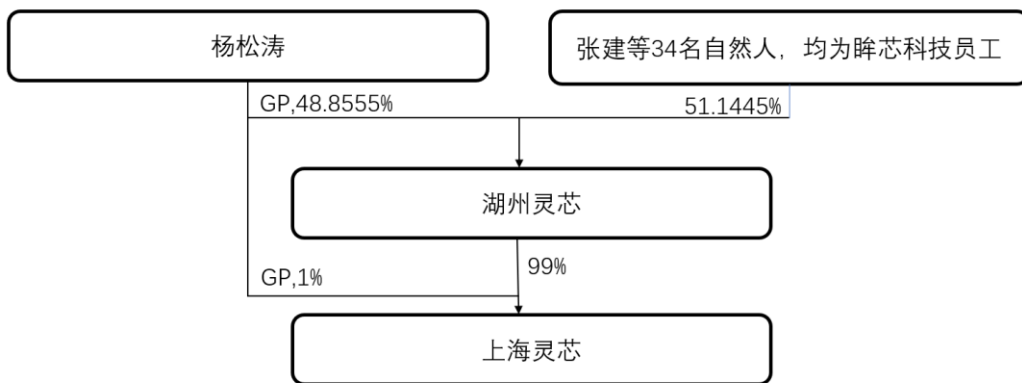 杨松涛
张建等34名自然人，均为眸芯科技员工
GP,48.8555%
51.1445%
湖州灵芯
GP,1%
99%
上海灵芯